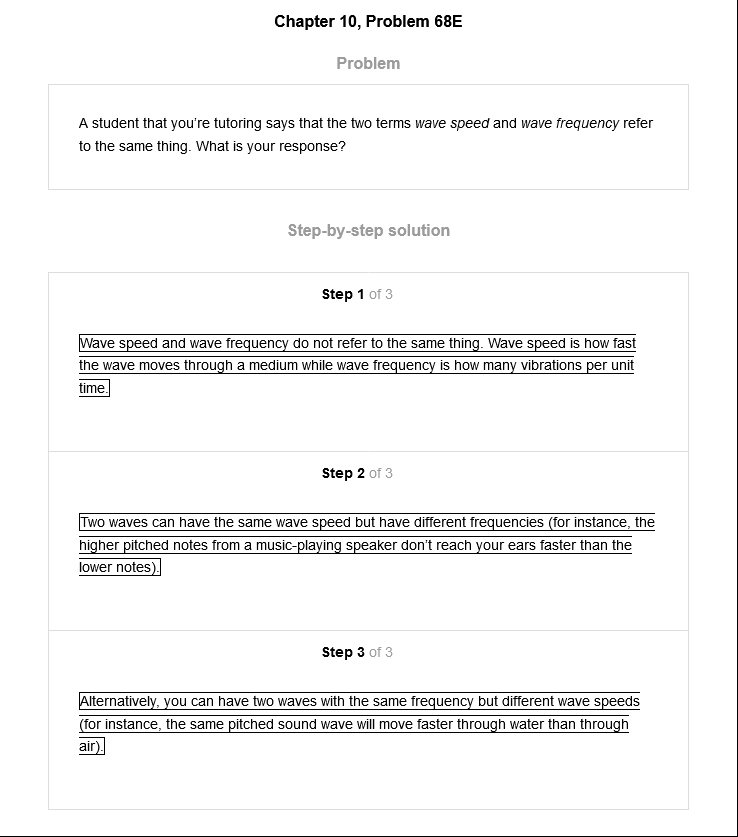 Chapter 10, Problem 68E
Problem
A student that you’re tutoring says that the two terms wave speed and wave frequency refer
to the same thing. What is your response?
Step-by-step solution
Step 1 of 3
Wave speed and wave frequency do not refer to the same thing. Wave speed is how fast
the wave moves through a medium while wave frequency is how many vibrations per unit
time.
Step 2 of 3
Two waves can have the same wave speed but have different frequencies (for instance, the
higher pitched notes from a music-playing speaker don’t reach your ears faster than the
lower notes).
Step 3 of 3
Alternatively, you can have two waves with the same frequency but different wave speeds
(for instance, the same pitched sound wave will move faster through water than through
air).